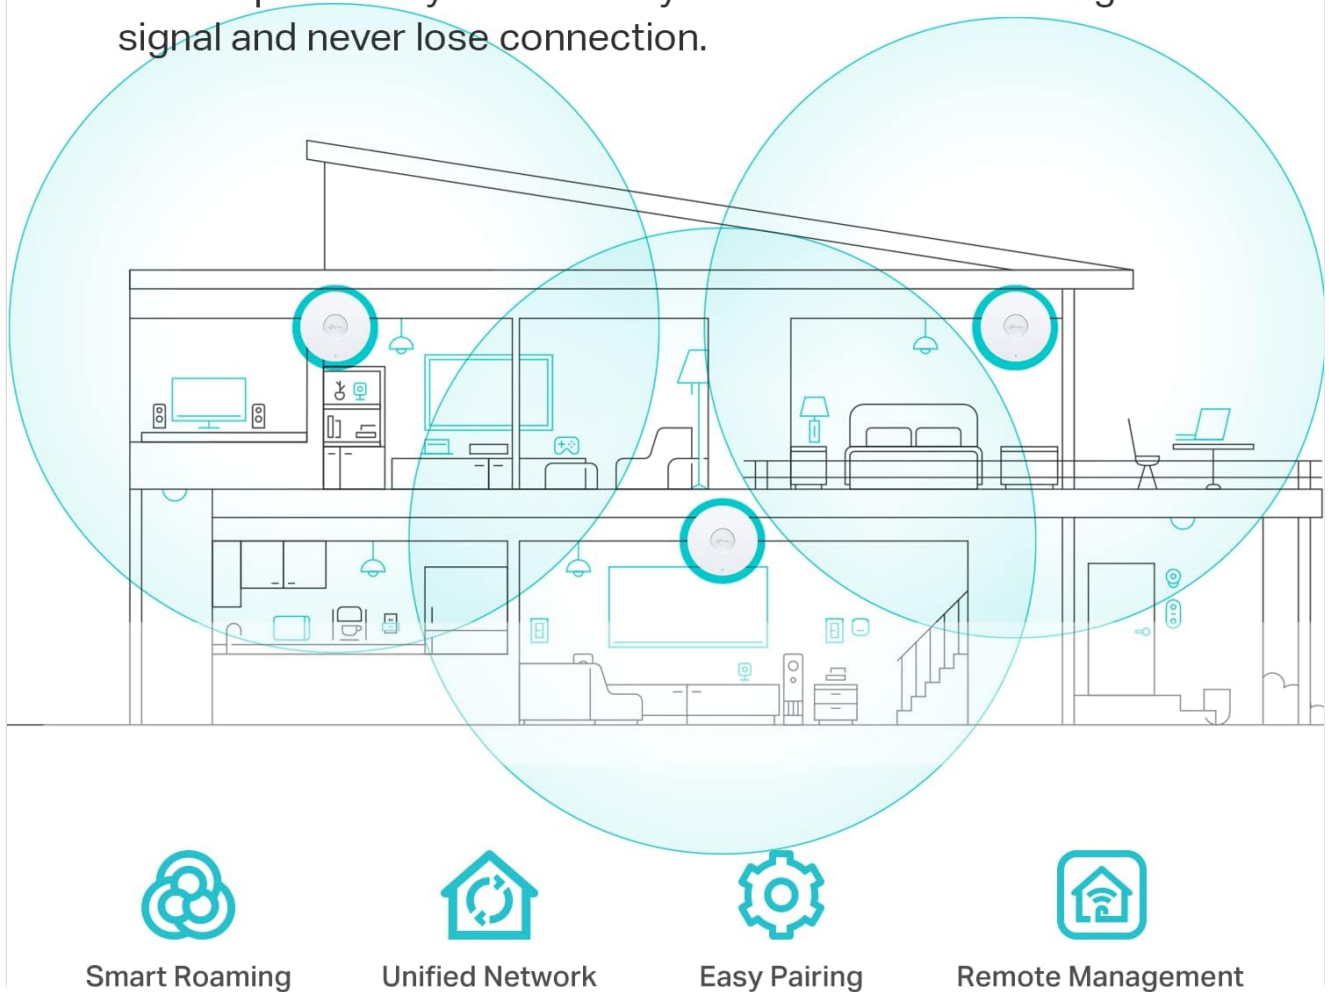 signal and never lose connection.
Smart Roaming
Unified Network
Easy Pairing
Remote Management